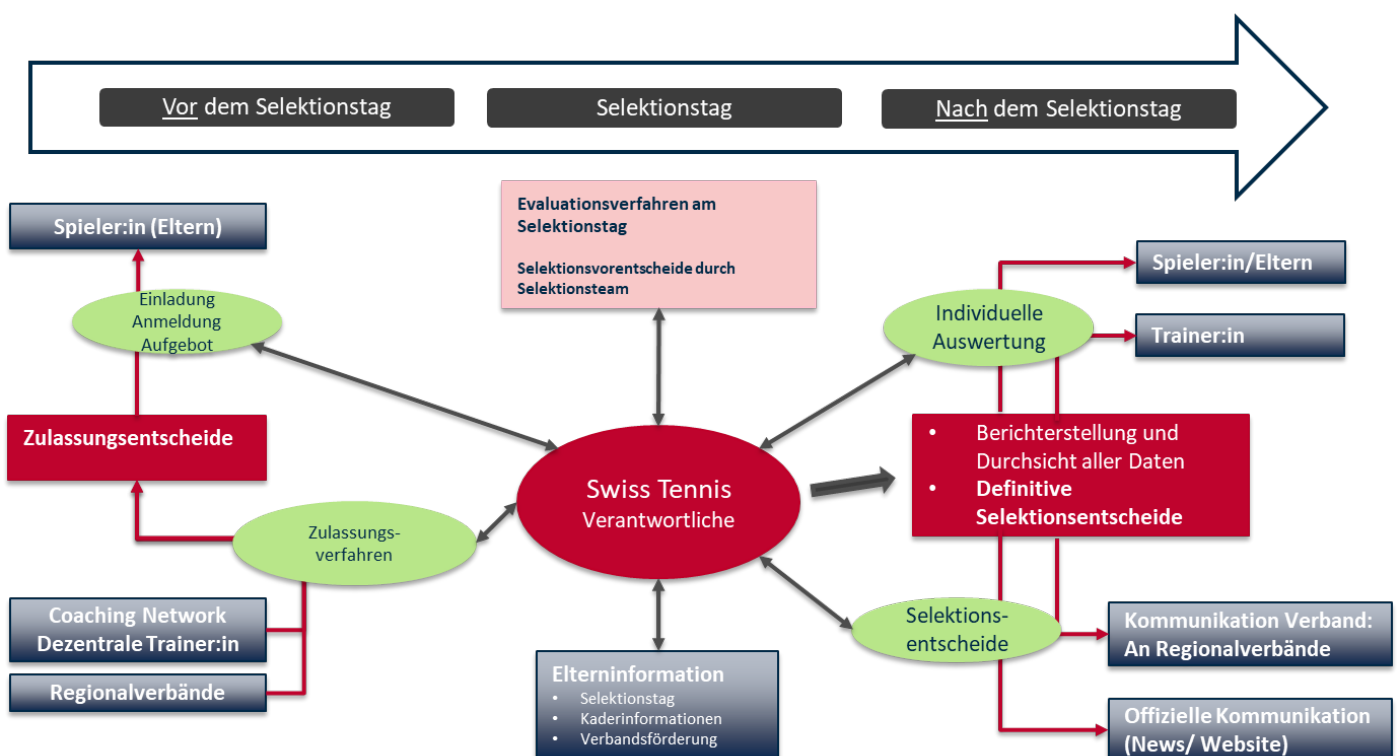 Vor dem Selektionstag
Selektionstag
Nach dem Selektionstag
Spieler:in (Eltern)
Einladung
Anmeldung
Aufgebot
Zulassungsentscheide
Zulassungs-
verfahren
Coaching Network
Dezentrale Trainer:in
Regionalverbände
Evaluationsverfahren am
Selektionstag
Selektionsvorentscheide durch
Selektionsteam
Swiss Tennis
Verantwortliche
Elterninformation
• Selektionstag
• Kaderinformationen
• Verbandsförderung
Individuelle
Auswertung
Spieler:in/Eltern
Trainer:in
• Berichterstellung und
Durchsicht aller Daten
• Definitive
Selektionsentscheide
Selektions-
entscheide
Kommunikation Verband:
An Regionalverbände
Offizielle Kommunikation
(News/ Website)